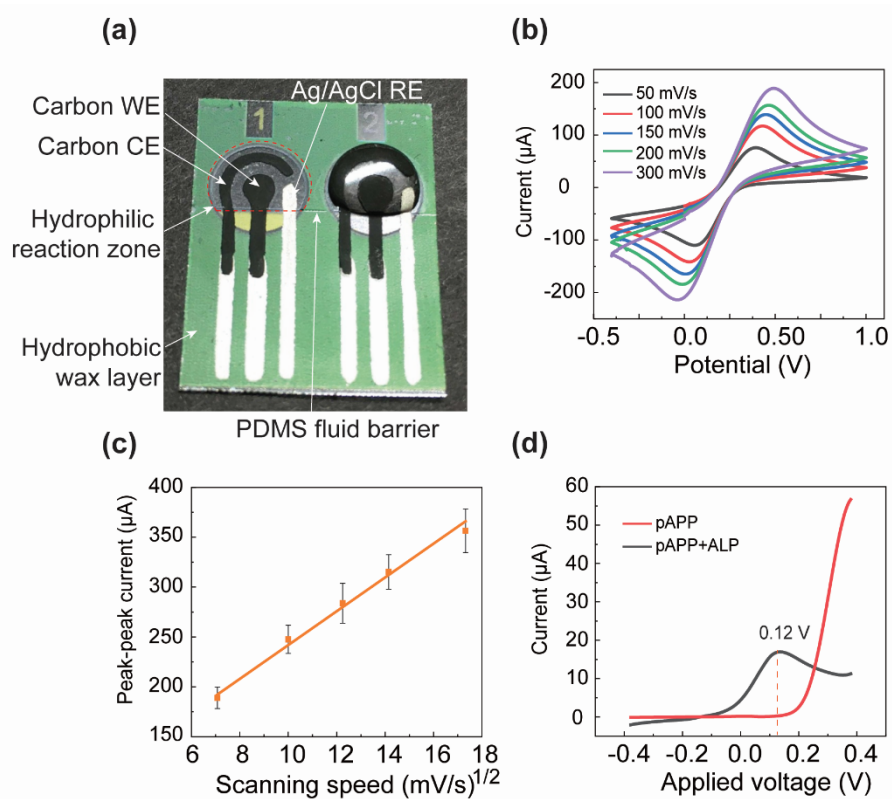 (a)
Ag/AgCl RE
Carbon WE
1
2
Carbon CE
Hydrophilic
reaction zone
Hydrophobic
wax layer
PDMS fluid barrier
(b)
50 mV/s
100 mV/s
150 mV/s
200 mV/s
300 mV/s
Current (µA)
200
100
0
-100
-200
-0.5
0.0
0.5
1.0
Potential (V)
(c)
Peak-peak current (µA)
400
350
300
250
200
150
6
8
10
12
14
16
18
Scanning speed (mV/s)1/2
(d)
pAPP
pAPP+ALP
0.12 V
Current (µA)
60
50
40
30
20
10
0
-0.4
-0.2
0.0
0.2
0.4
Applied voltage (V)